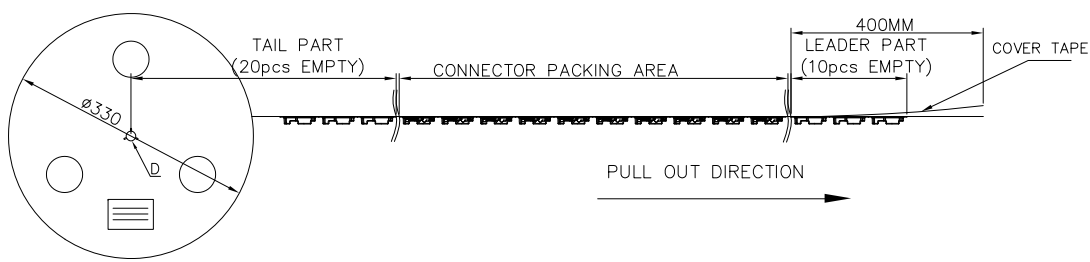 400MM
TAIL PART
(20pcs EMPTY)
CONNECTOR PACKING AREA
LEADER PART
(10pcs EMPTY)
COVER TAPE
ø330
D
PULL OUT DIRECTION